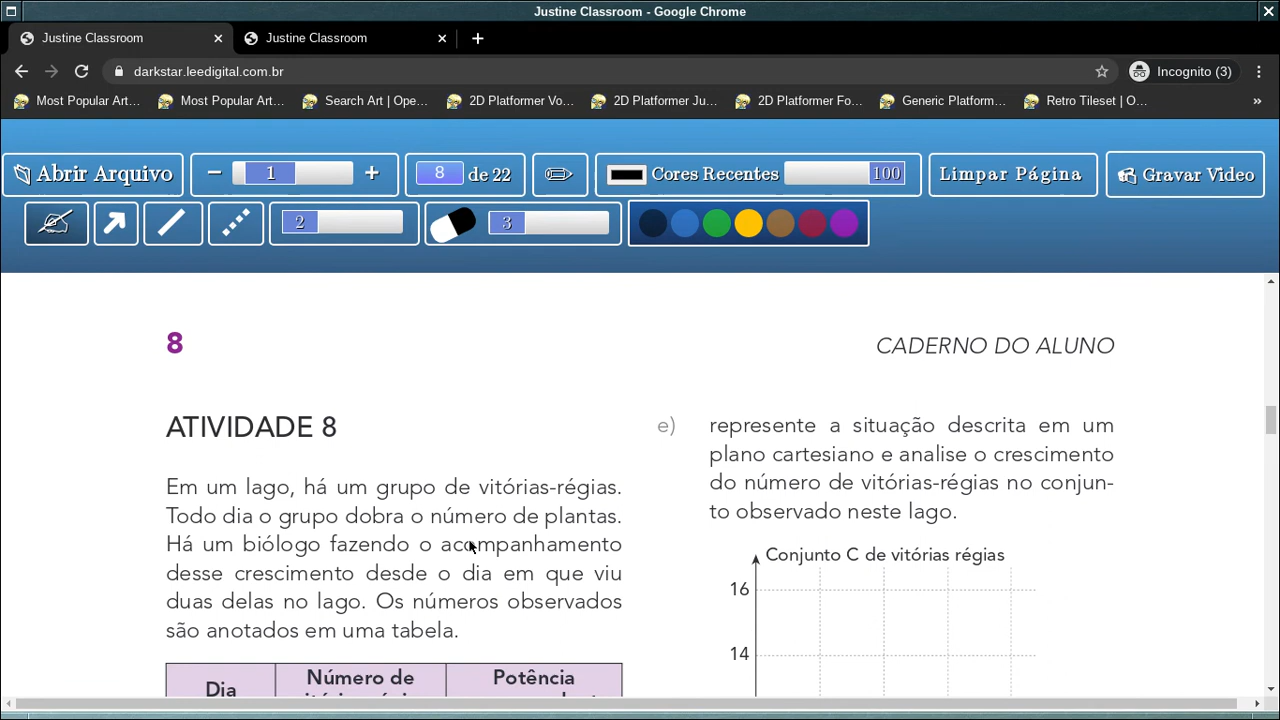 Justine Classroom - Google Chrome
Justine Classroom
Justine Classroom
darkstar.leedigital.com.br
Incognito (3)
Most Popular Art...
Most Popular Art...
Search Art | Ope...
2D Platformer Vo...
2D Platformer Ju...
2D Platformer Fo...
Generic Platform...
Retro Tileset | O...
»
Abrir Arquivo
− 1 +
8 de 22
Cores Recentes 100
Limpar Página
Gravar Video
2
3
8
CADERNO DO ALUNO
ATIVIDADE 8
Em um lago, há um grupo de vitórias-régias.
Todo dia o grupo dobra o número de plantas.
Há um biólogo fazendo o acompanhamento
desse crescimento desde o dia em que viu
duas delas no lago. Os números observados
são anotados em uma tabela.
Dia
Número de
Potência
e) represente a situação descrita em um
plano cartesiano e analise o crescimento
do número de vitórias-régias no conjun-
to observado neste lago.
Conjunto C de vitórias régias
16
14